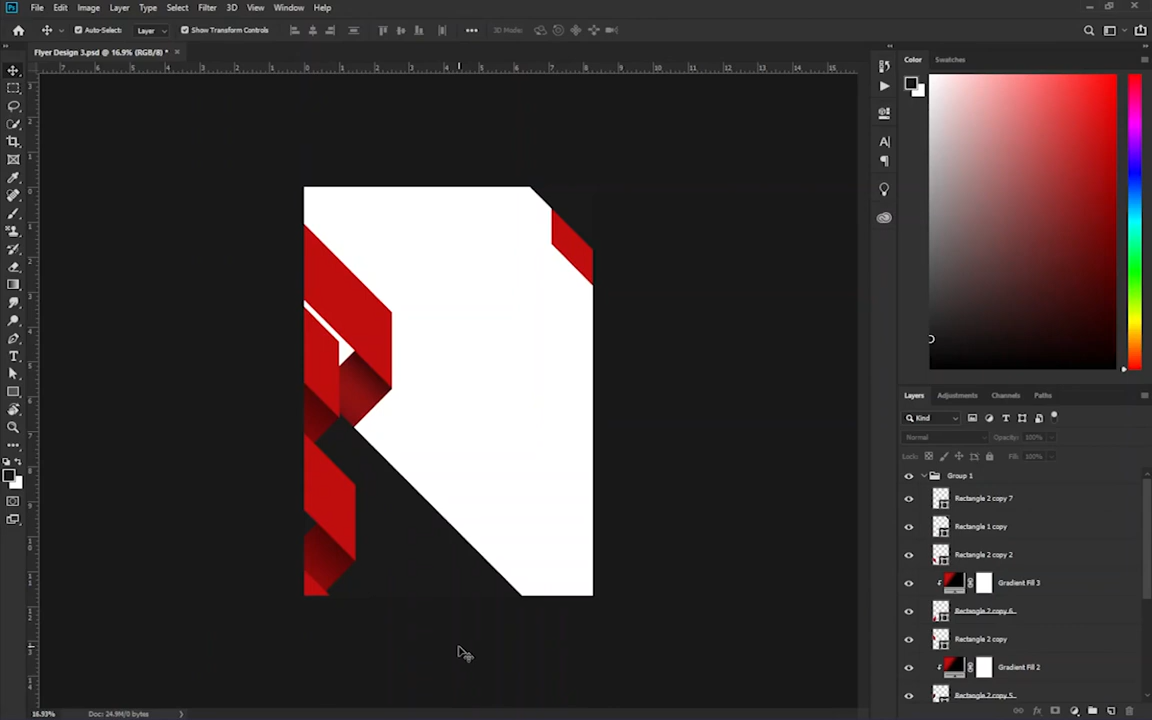 Ps File Edit Image Layer Type Select Filter 3D View Window Help
Auto-Select: Layer Show Transform Controls 3D Mode:
Flyer Design 3.psd @ 16.9% (RGB/8) *
Color Swatches
Layers Adjustments Channels Paths
Kind
Normal Opacity: 100%
Lock: Fill: 100%
Group 1
Rectangle 2 copy 7
Rectangle 1 copy
Rectangle 2 copy 2
Gradient Fill 3
Rectangle 2 copy 6
Rectangle 2 copy
Gradient Fill 2
Rectangle 2 copy 5
16.93% Doc: 24.9M/0 bytes